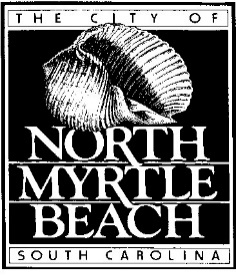 THE CITY OF
NORTH
MYRTLE
BEACH
SOUTH CAROLINA